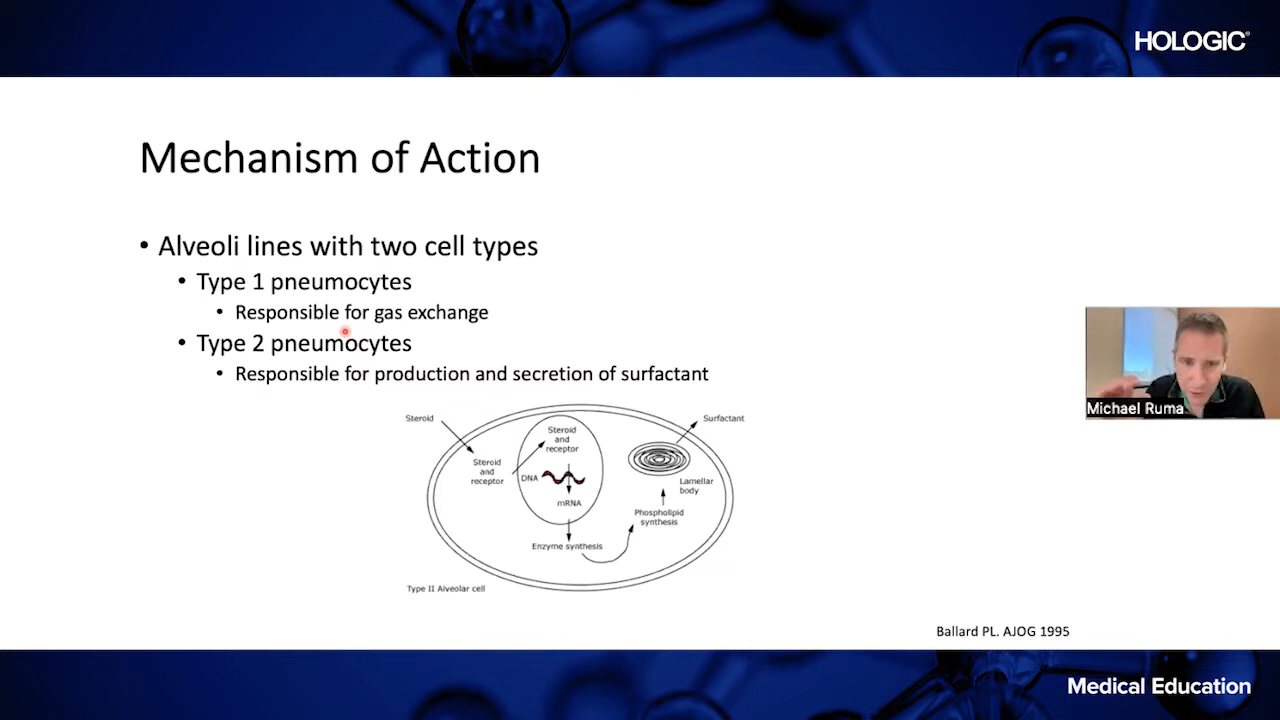 HOLOGIC®
Mechanism of Action
• Alveoli lines with two cell types
• Type 1 pneumocytes
• Responsible for gas exchange
• Type 2 pneumocytes
• Responsible for production and secretion of surfactant
Michael Ruma
Steroid
Steroid
and
receptor
Steroid
and
receptor
DNA
mRNA
Enzyme synthesis
Phospholipid
synthesis
Lamellar
body
Surfactant
Type II Alveolar cell
Ballard PL. AJOG 1995
Medical Education